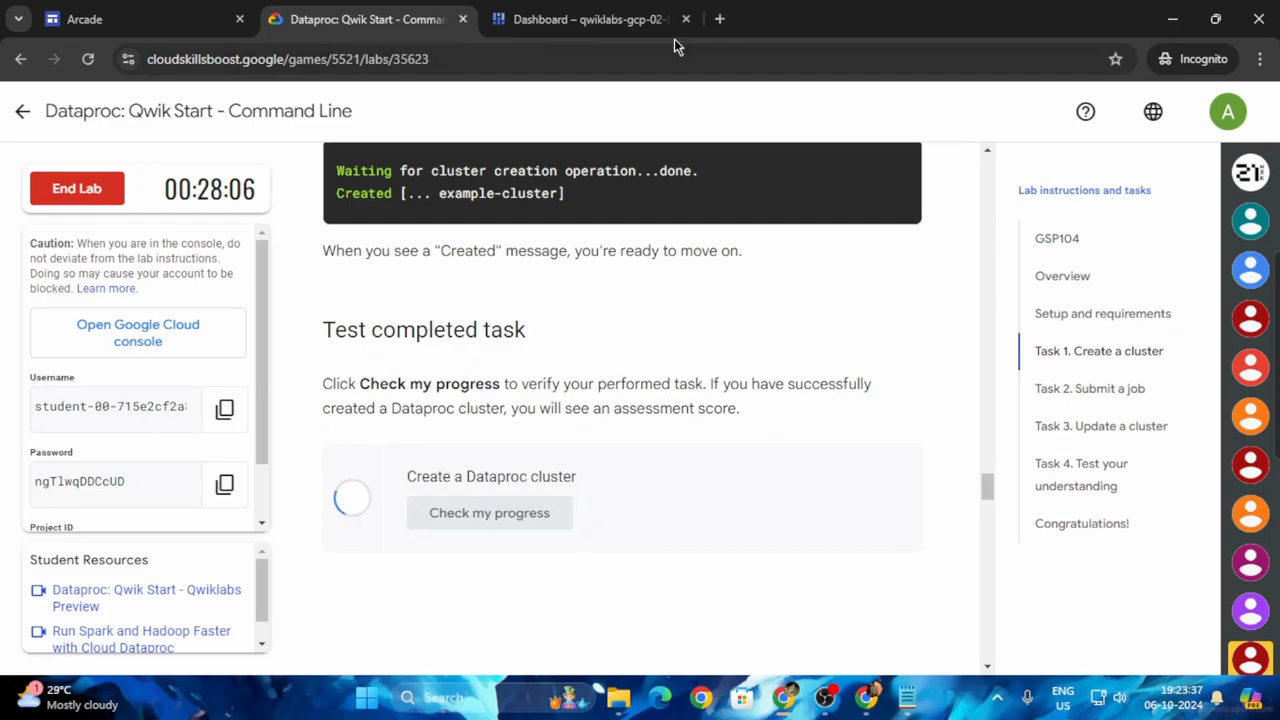 Arcade
Dataproc: Qwik Start - Comma
Dashboard – qwiklabs-gcp-02-
cloudskillsboost.google/games/5521/labs/35623
Incognito
Dataproc: Qwik Start - Command Line
A
End Lab
00:28:06
Caution: When you are in the console, do
not deviate from the lab instructions.
Doing so may cause your account to be
blocked. Learn more.
Open Google Cloud
console
Username
student-00-715e2cf2a
Password
ngTlwqDDCcUD
Project ID
Student Resources
Dataproc: Qwik Start - Qwiklabs
Preview
Run Spark and Hadoop Faster
with Cloud Dataproc
Waiting for cluster creation operation...done.
Created [... example-cluster]
When you see a "Created" message, you're ready to move on.
Test completed task
Click Check my progress to verify your performed task. If you have successfully
created a Dataproc cluster, you will see an assessment score.
Create a Dataproc cluster
Check my progress
Lab instructions and tasks
GSP104
Overview
Setup and requirements
Task 1. Create a cluster
Task 2. Submit a job
Task 3. Update a cluster
Task 4. Test your
understanding
Congratulations!
1
29°C
Mostly cloudy
Search
ENG
US
19:23:37
06-10-2024
PRE